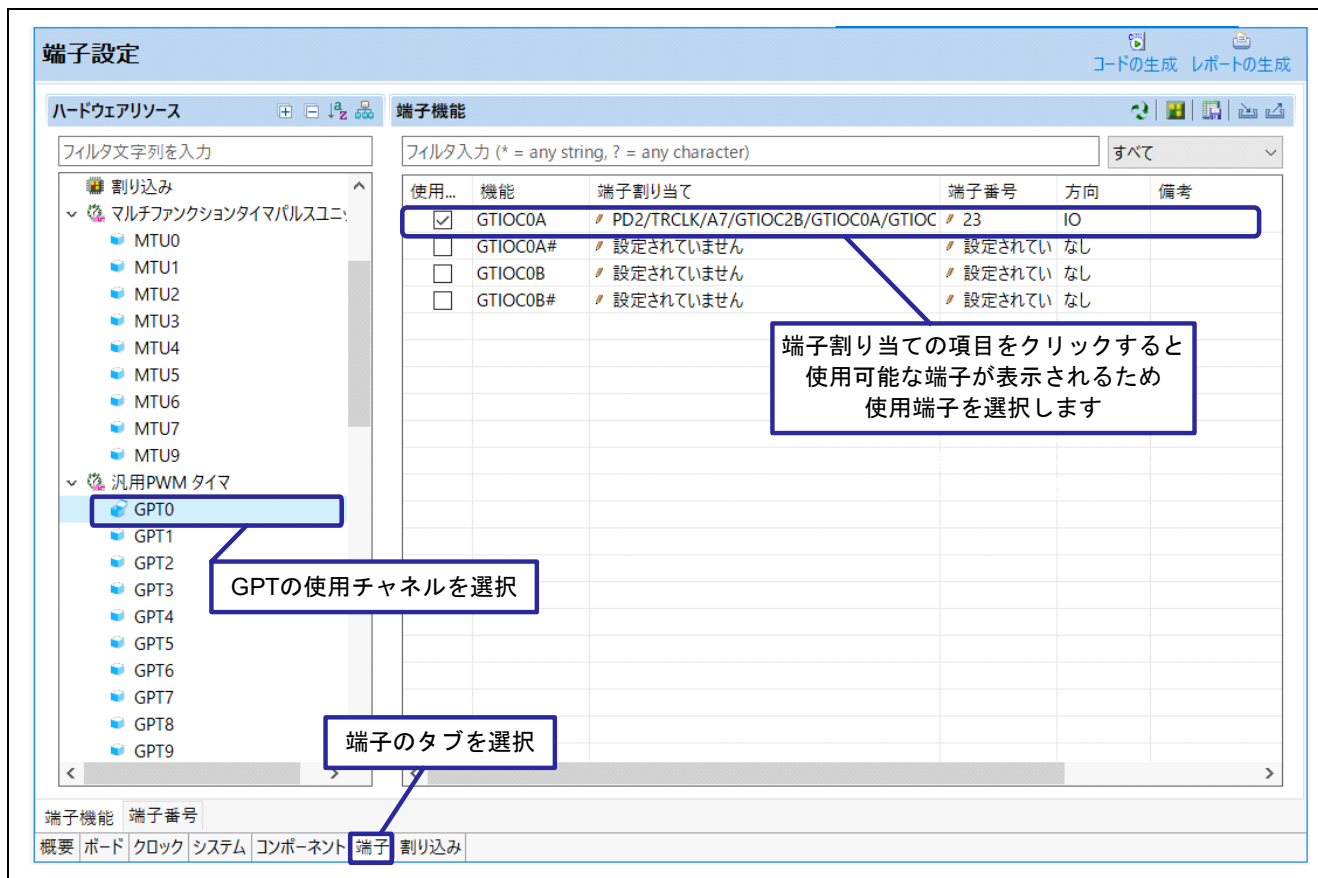 端子設定
コードの生成 レポートの生成
ハードウェアリソース
端子機能
フィルタ文字列を入力
フィルタ入力 (* = any string, ? = any character)
すべて
割り込み
マルチファンクションタイマパルスユニッ
MTU0
MTU1
MTU2
MTU3
MTU4
MTU5
MTU6
MTU7
MTU9
汎用PWM タイマ
GPT0
GPT1
GPT2
GPT3
GPT4
GPT5
GPT6
GPT7
GPT8
GPT9
使用... 機能 端子割り当て 端子番号 方向 備考
GTIOC0A PD2/TRCLK/A7/GTIOC2B/GTIOC0A/GTIOC 23 IO
GTIOC0A# 設定されていません 設定されてい なし
GTIOC0B 設定されていません 設定されてい なし
GTIOC0B# 設定されていません 設定されてい なし
端子割り当ての項目をクリックすると
使用可能な端子が表示されるため
使用端子を選択します
GPTの使用チャネルを選択
端子のタブを選択
端子機能 端子番号
概要 ボード クロック システム コンポーネント 端子 割り込み